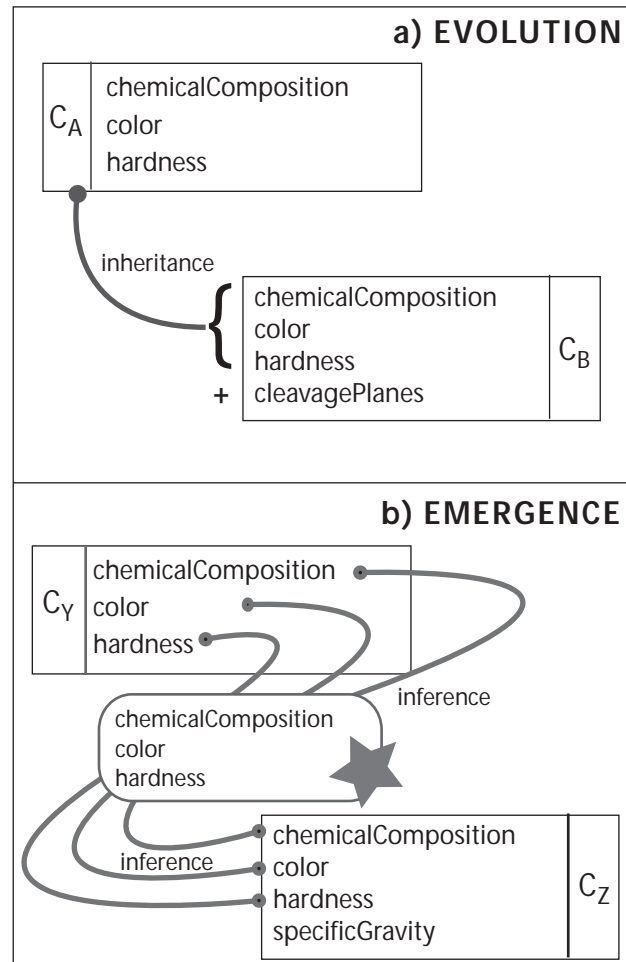 a) EVOLUTION
C_A
chemicalComposition
color
hardness
inheritance
{
chemicalComposition
color
hardness
+ cleavagePlanes
C_B
b) EMERGENCE
C_Y
chemicalComposition
color
hardness
inference
chemicalComposition
color
hardness
inference
chemicalComposition
color
hardness
specificGravity
C_Z